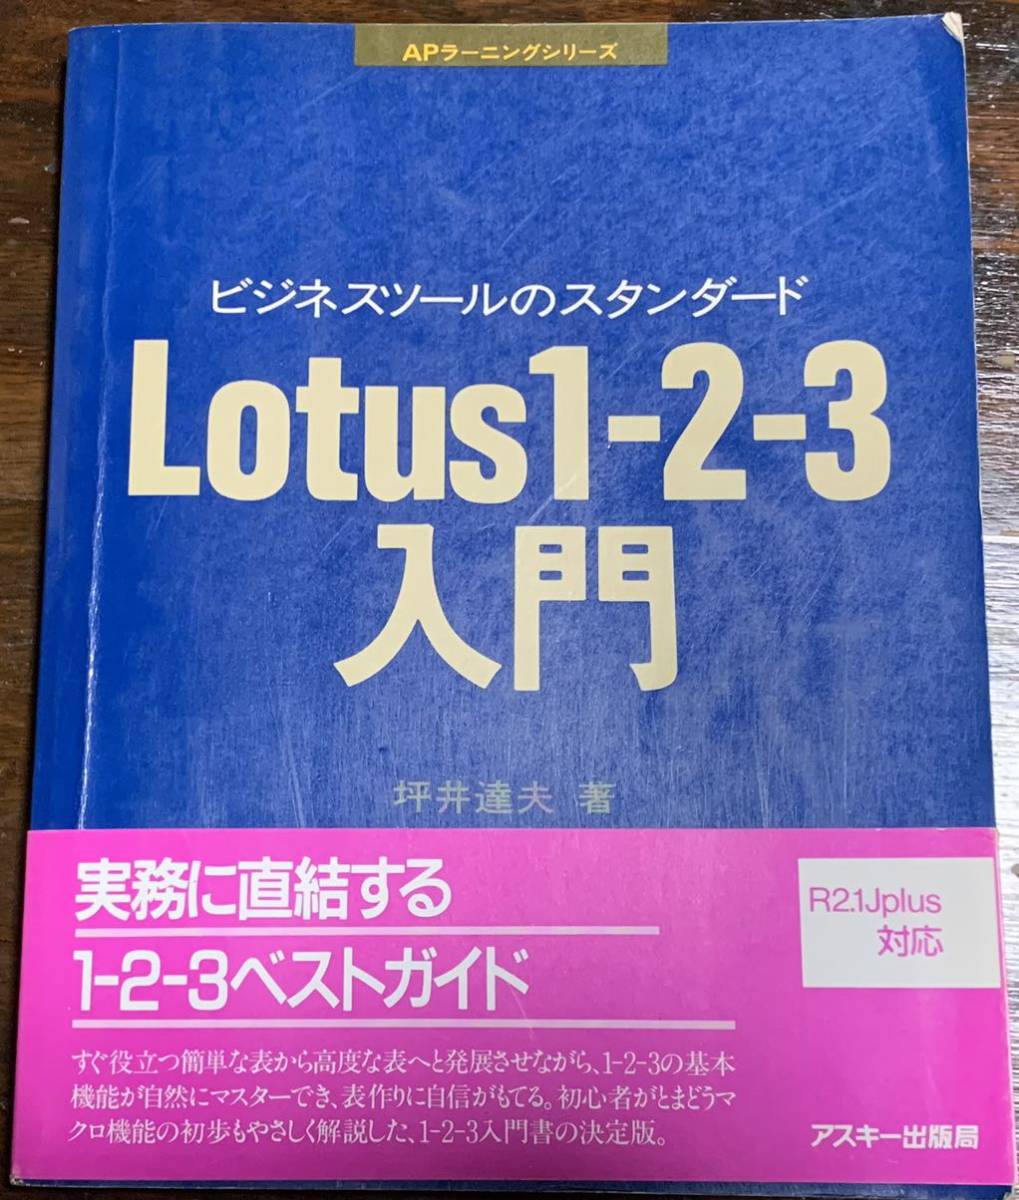 APラーニングシリーズ
ビジネスツールのスタンダード
Lotus1-2-3
入門
坪井達夫 著
実務に直結する
1-2-3ベストガイド
R2.1Jplus
対応
すぐ役立つ簡単な表から高度な表へと発展させながら、1-2-3の基本
機能が自然にマスターでき、表作りに自信がもてる。初心者がとまどうマ
クロ機能の初歩もやさしく解説した、1-2-3入門書の決定版。
アスキー出版局